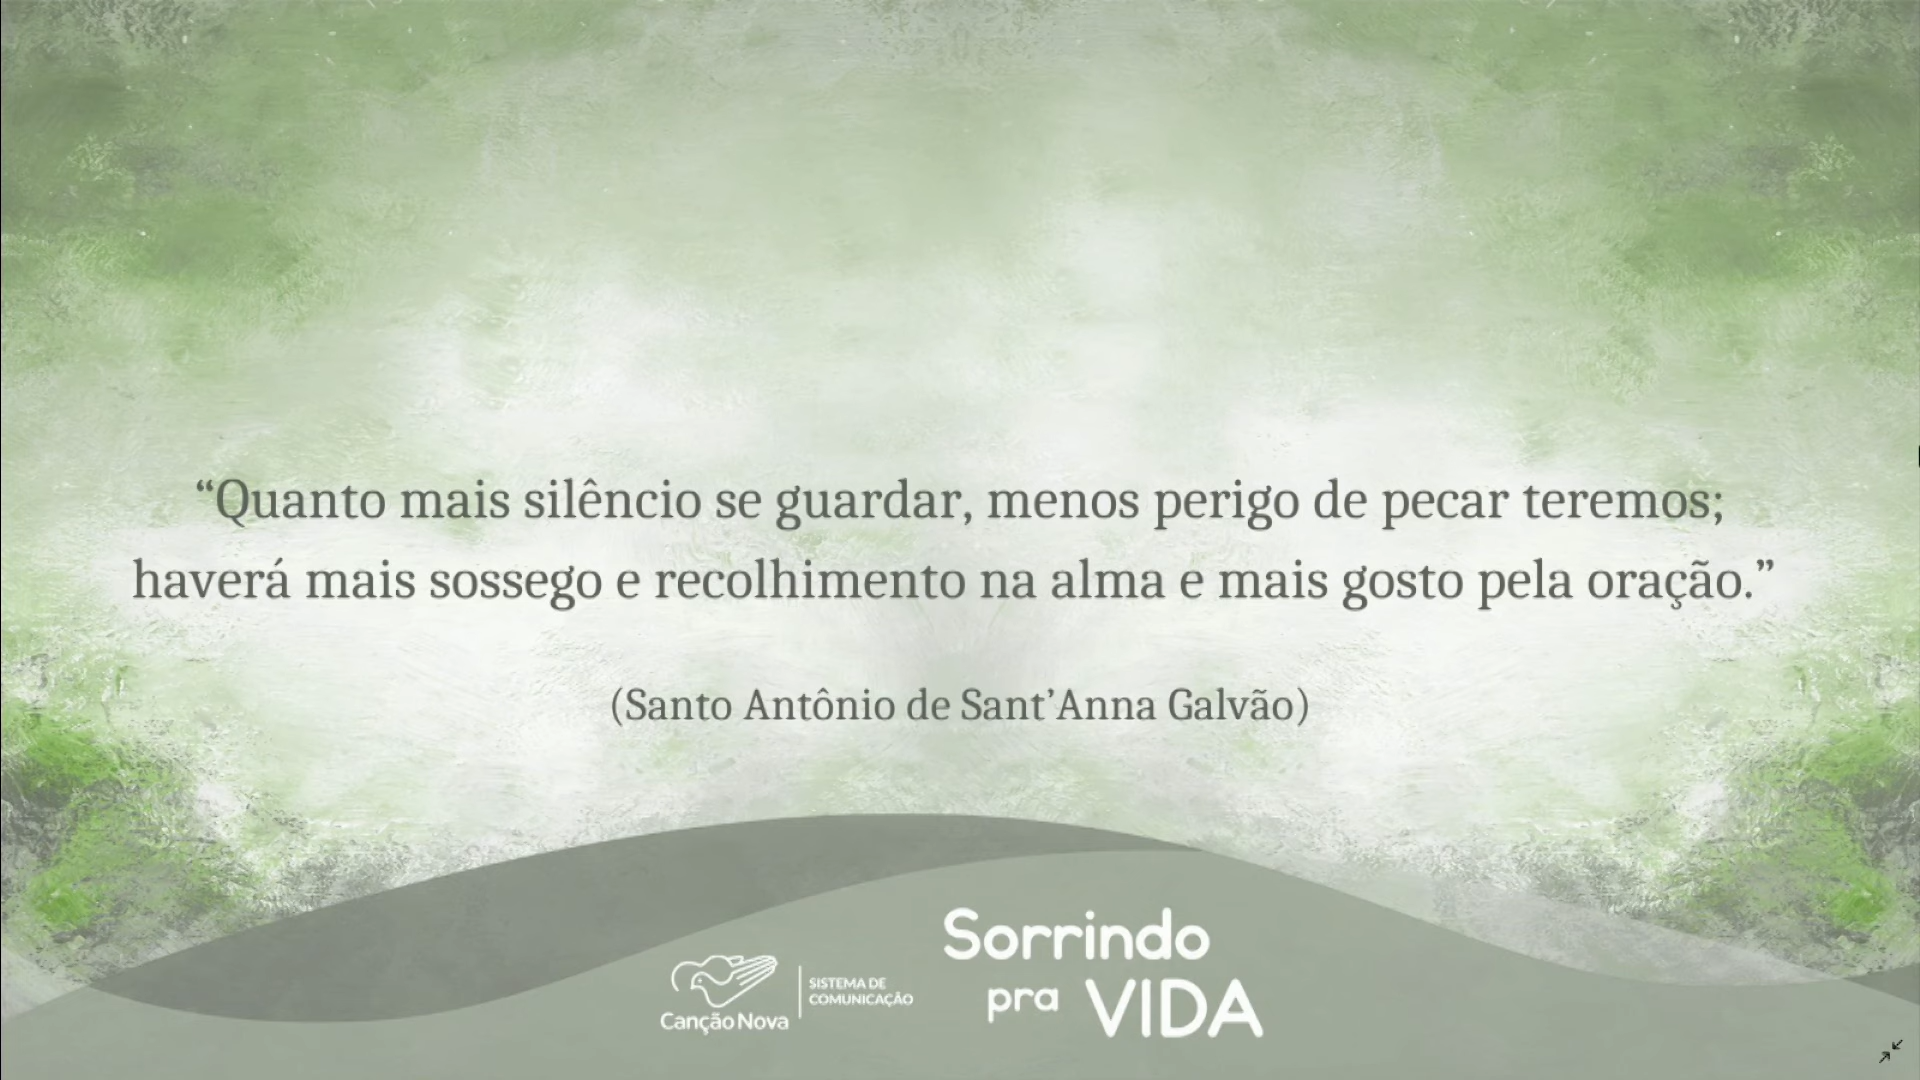 “Quanto mais silêncio se guardar, menos perigo de pecar teremos;
haverá mais sossego e recolhimento na alma e mais gosto pela oração.”
(Santo Antônio de Sant’Anna Galvão)
Canção Nova
SISTEMA DE
COMUNICAÇÃO
Sorrindo
pra VIDA